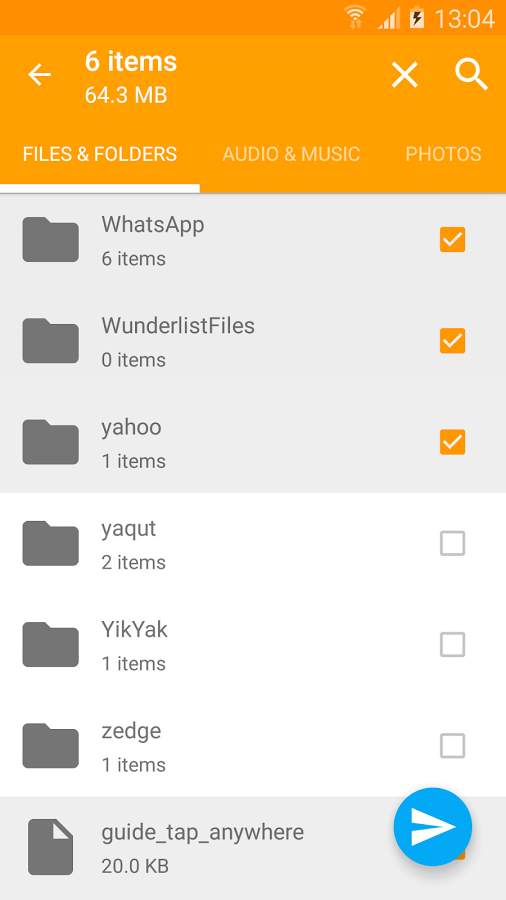 13:04
6 items
64.3 MB
FILES & FOLDERS AUDIO & MUSIC PHOTOS
WhatsApp
6 items
WunderlistFiles
0 items
yahoo
1 items
yaqut
2 items
YikYak
1 items
zedge
1 items
guide_tap_anywhere
20.0 KB